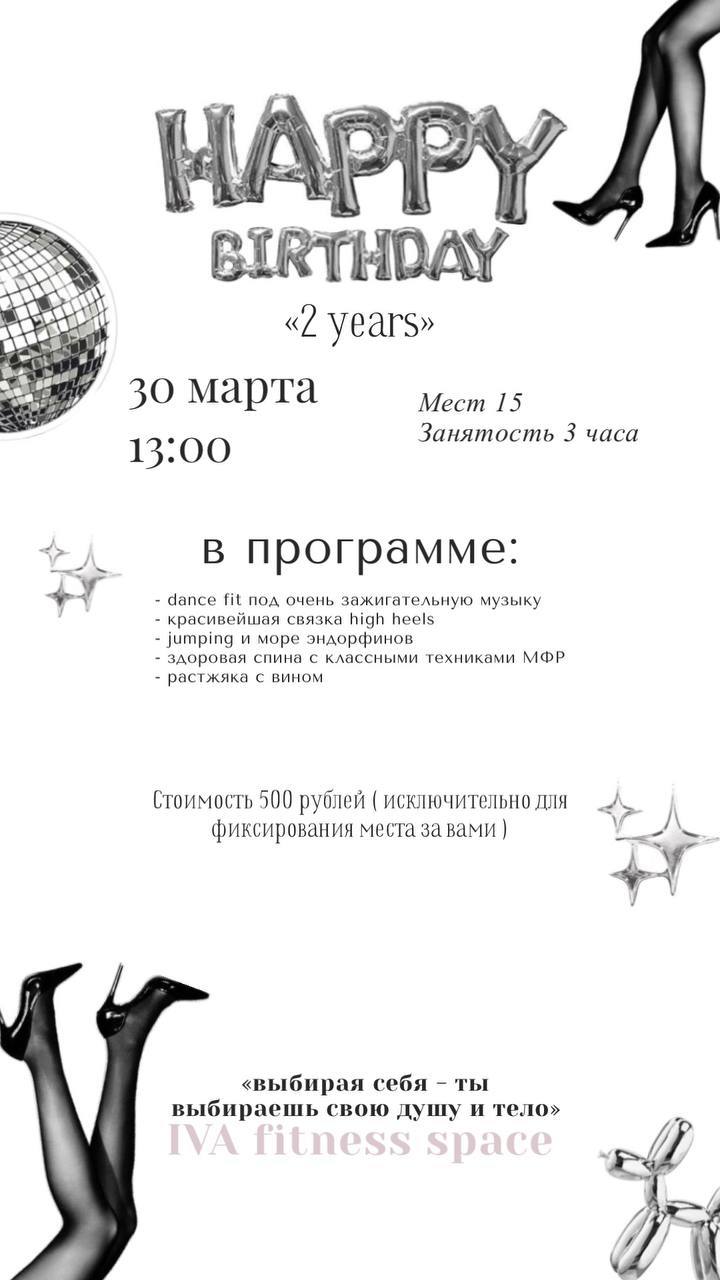 HAPPY
BIRTHDAY
«2 years»
30 марта
13:00
Мест 15
Занятость 3 часа
в программе:
- dance fit под очень зажигательную музыку
- красивейшая связка high heels
- jumping и море эндорфинов
- здоровая спина с классными техниками МФР
- растжяка с вином
Стоимость 500 рублей ( исключительно для
фиксирования места за вами )
«выбирая себя - ты
выбираешь свою душу и тело»
IVA fitness space